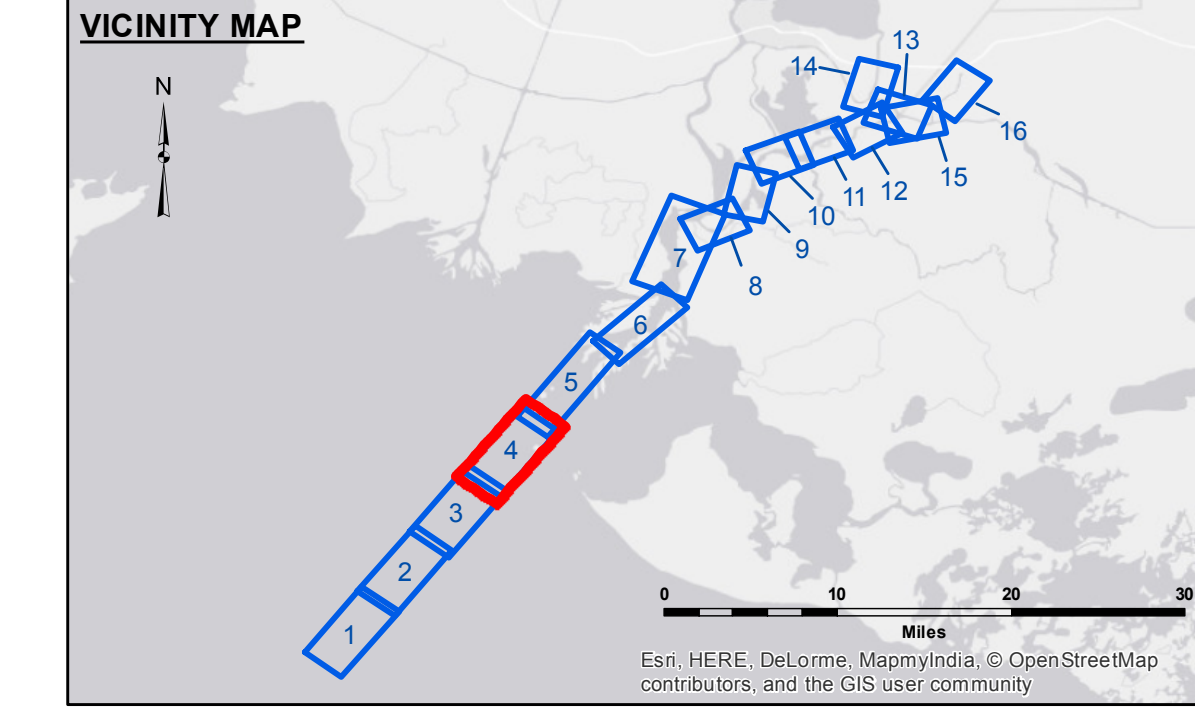 VICINITY MAP
N
13
14
16
15
12
11
10
9
8
7
6
5
4
3
2
1
0 10 20 30
Miles
Esri, HERE, DeLorme, MapmyIndia, © OpenStreetMap
contributors, and the GIS user community